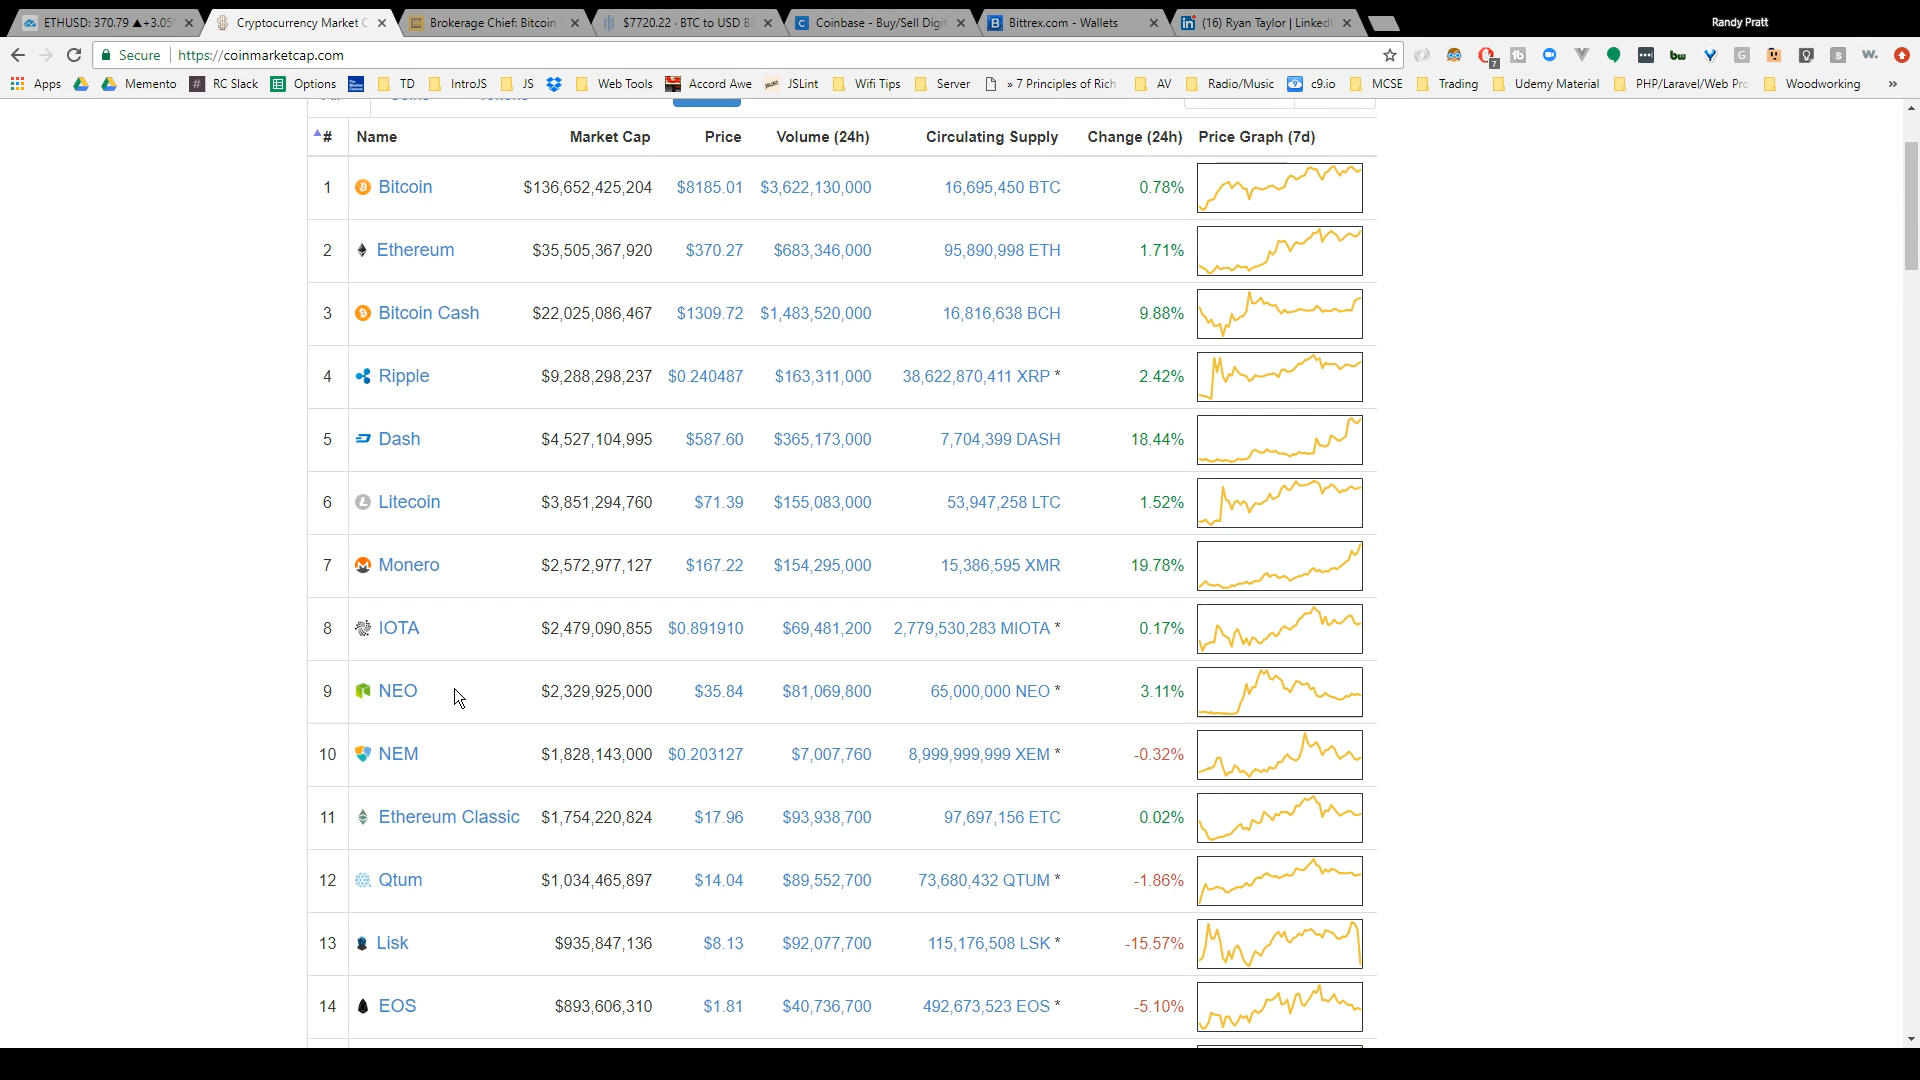 ETHUSD: 370.79 ▲+3.05
Cryptocurrency Market C
Brokerage Chief: Bitcoin
$7720.22 - BTC to USD Bi
Coinbase - Buy/Sell Digit
Bittrex.com - Wallets
(16) Ryan Taylor | LinkedI
Randy Pratt
Secure | https://coinmarketcap.com
Apps Memento RC Slack Options TD IntroJS JS Web Tools Accord Awe JSLint Wifi Tips Server » 7 Principles of Rich AV Radio/Music c9.io MCSE Trading Udemy Material PHP/Laravel/Web Pro Woodworking »
# Name Market Cap Price Volume (24h) Circulating Supply Change (24h) Price Graph (7d)
1 Bitcoin $136,652,425,204 $8185.01 $3,622,130,000 16,695,450 BTC 0.78%
2 Ethereum $35,505,367,920 $370.27 $683,346,000 95,890,998 ETH 1.71%
3 Bitcoin Cash $22,025,086,467 $1309.72 $1,483,520,000 16,816,638 BCH 9.88%
4 Ripple $9,288,298,237 $0.240487 $163,311,000 38,622,870,411 XRP * 2.42%
5 Dash $4,527,104,995 $587.60 $365,173,000 7,704,399 DASH 18.44%
6 Litecoin $3,851,294,760 $71.39 $155,083,000 53,947,258 LTC 1.52%
7 Monero $2,572,977,127 $167.22 $154,295,000 15,386,595 XMR 19.78%
8 IOTA $2,479,090,855 $0.891910 $69,481,200 2,779,530,283 MIOTA * 0.17%
9 NEO $2,329,925,000 $35.84 $81,069,800 65,000,000 NEO * 3.11%
10 NEM $1,828,143,000 $0.203127 $7,007,760 8,999,999,999 XEM * -0.32%
11 Ethereum Classic $1,754,220,824 $17.96 $93,938,700 97,697,156 ETC 0.02%
12 Qtum $1,034,465,897 $14.04 $89,552,700 73,680,432 QTUM * -1.86%
13 Lisk $935,847,136 $8.13 $92,077,700 115,176,508 LSK * -15.57%
14 EOS $893,606,310 $1.81 $40,736,700 492,673,523 EOS * -5.10%